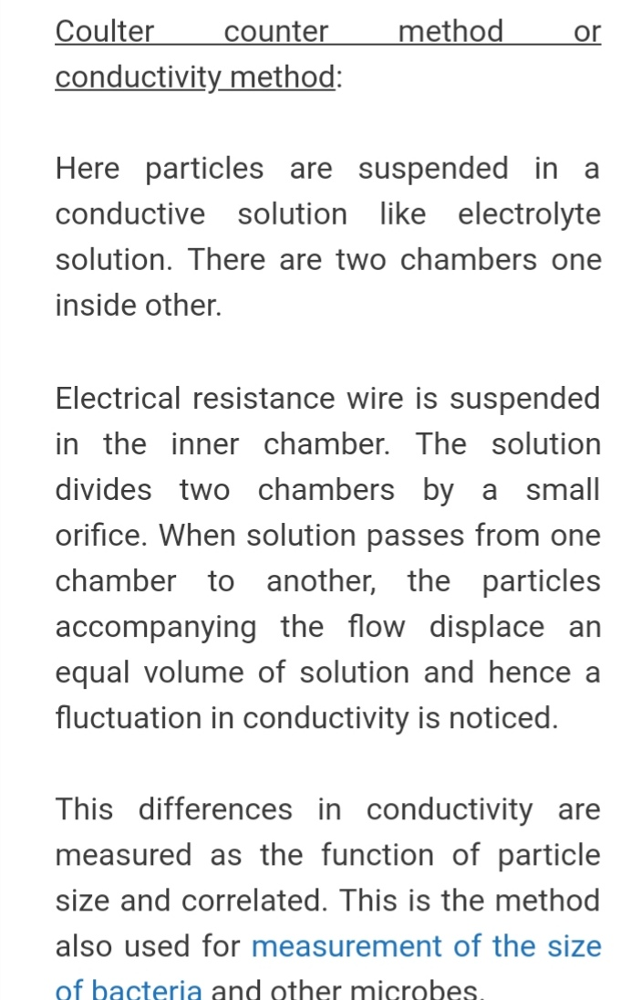 Coulter counter method or
conductivity method:
Here particles are suspended in a
conductive solution like electrolyte
solution. There are two chambers one
inside other.
Electrical resistance wire is suspended
in the inner chamber. The solution
divides two chambers by a small
orifice. When solution passes from one
chamber to another, the particles
accompanying the flow displace an
equal volume of solution and hence a
fluctuation in conductivity is noticed.
This differences in conductivity are
measured as the function of particle
size and correlated. This is the method
also used for measurement of the size
of bacteria and other microbes.